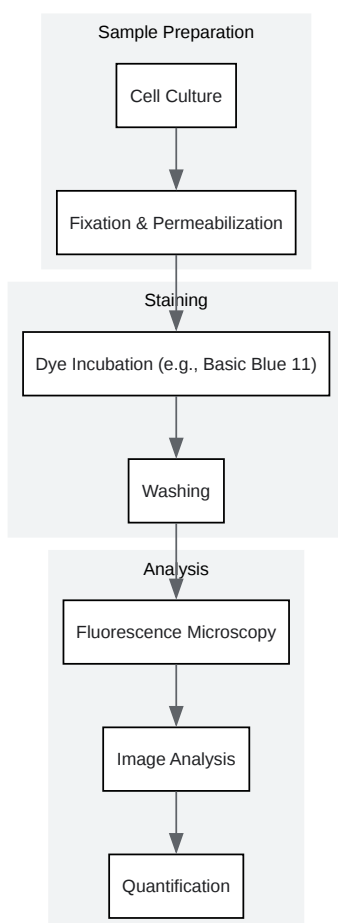 Sample Preparation
Cell Culture
Fixation & Permeabilization
Staining
Dye Incubation (e.g., Basic Blue 11)
Washing
Analysis
Fluorescence Microscopy
Image Analysis
Quantification